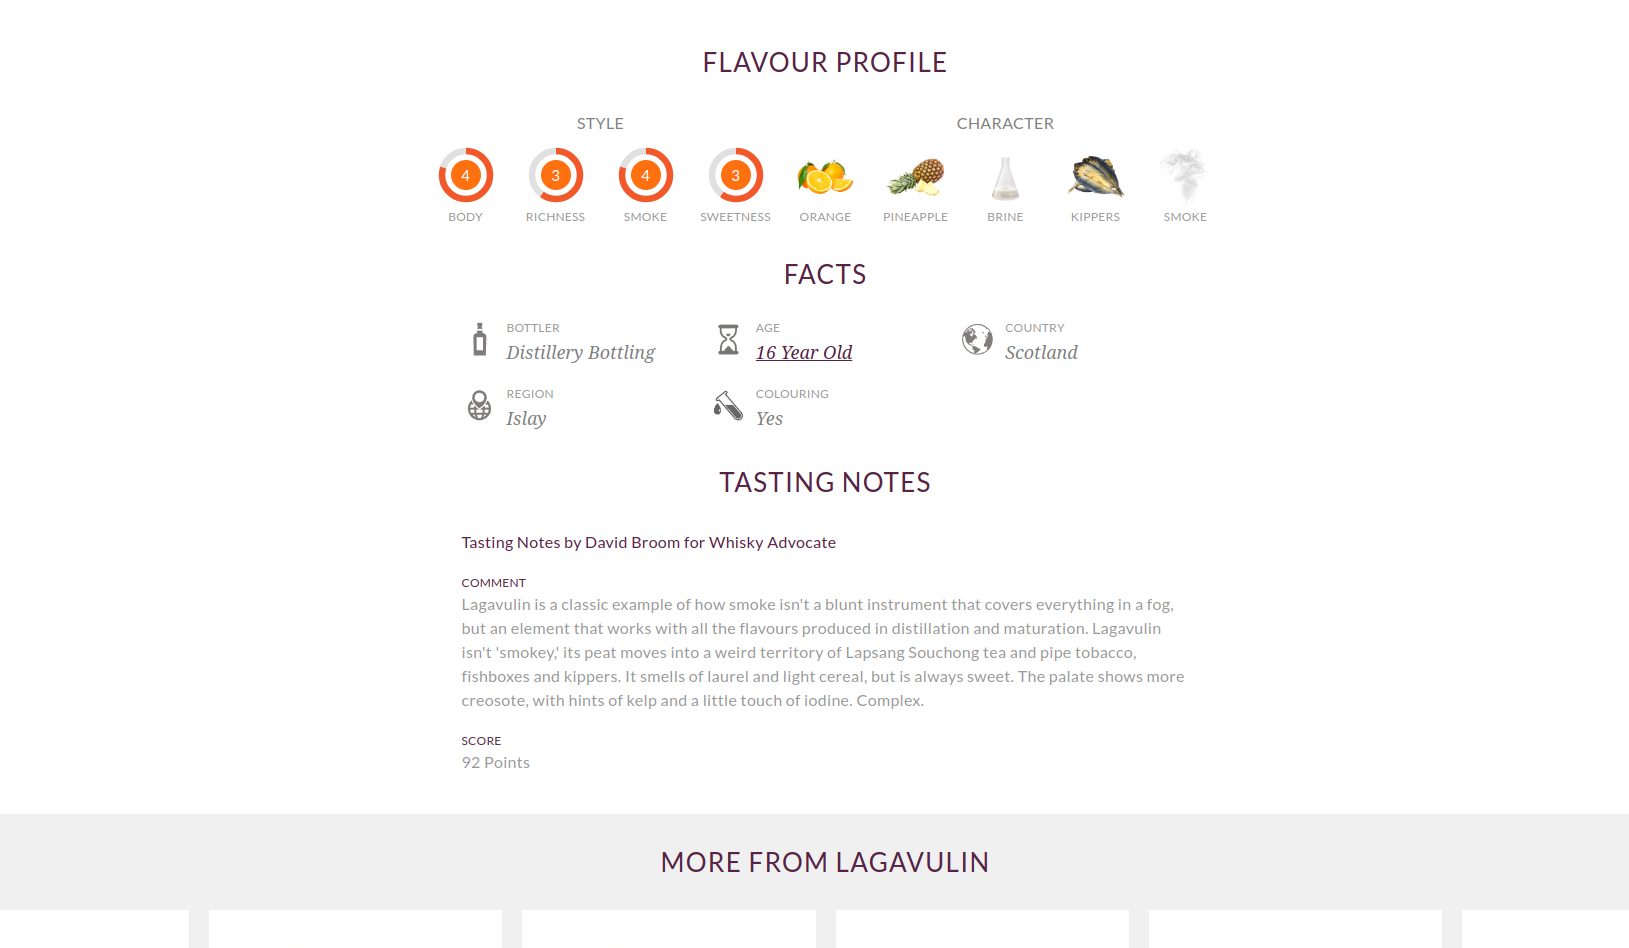 FLAVOUR PROFILE
STYLE
CHARACTER
4
3
4
3
BODY
RICHNESS
SMOKE
SWEETNESS
ORANGE
PINEAPPLE
BRINE
KIPPERS
SMOKE
FACTS
BOTTLER
Distillery Bottling
AGE
16 Year Old
COUNTRY
Scotland
REGION
Islay
COLOURING
Yes
TASTING NOTES
Tasting Notes by David Broom for Whisky Advocate
COMMENT
Lagavulin is a classic example of how smoke isn't a blunt instrument that covers everything in a fog,
but an element that works with all the flavours produced in distillation and maturation. Lagavulin
isn't 'smokey,' its peat moves into a weird territory of Lapsang Souchong tea and pipe tobacco,
fishboxes and kippers. It smells of laurel and light cereal, but is always sweet. The palate shows more
creosote, with hints of kelp and a little touch of iodine. Complex.
SCORE
92 Points
MORE FROM LAGAVULIN